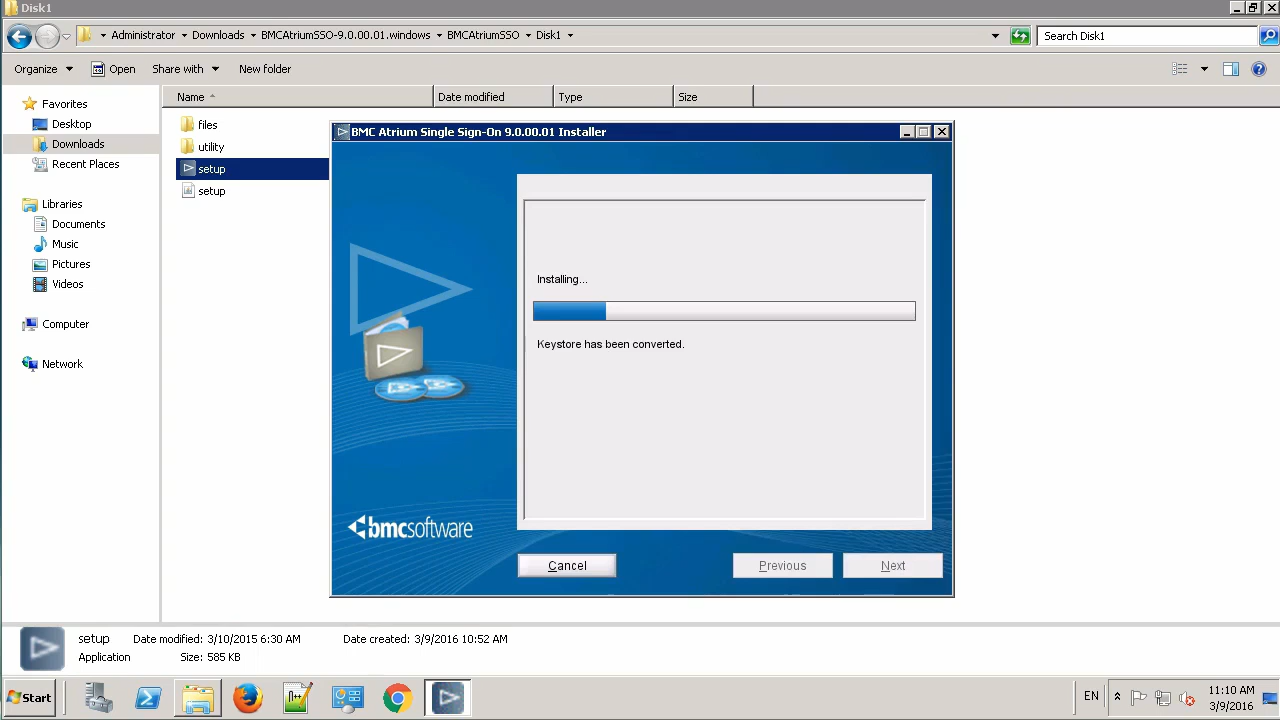 Disk1
Administrator
Downloads
BMCAtriumSSO-9.0.00.01.windows
BMCAtriumSSO
Disk1
Search Disk1
Organize
Open
Share with
New folder
Favorites
Desktop
Downloads
Recent Places
Libraries
Documents
Music
Pictures
Videos
Computer
Network
Name
Date modified
Type
Size
files
utility
setup
setup
BMC Atrium Single Sign-On 9.0.00.01 Installer
Installing...
Keystore has been converted.
bmcsoftware
Cancel
Previous
Next
setup
Date modified: 3/10/2015 6:30 AM
Date created: 3/9/2016 10:52 AM
Application
Size: 585 KB
Start
EN
11:10 AM
3/9/2016